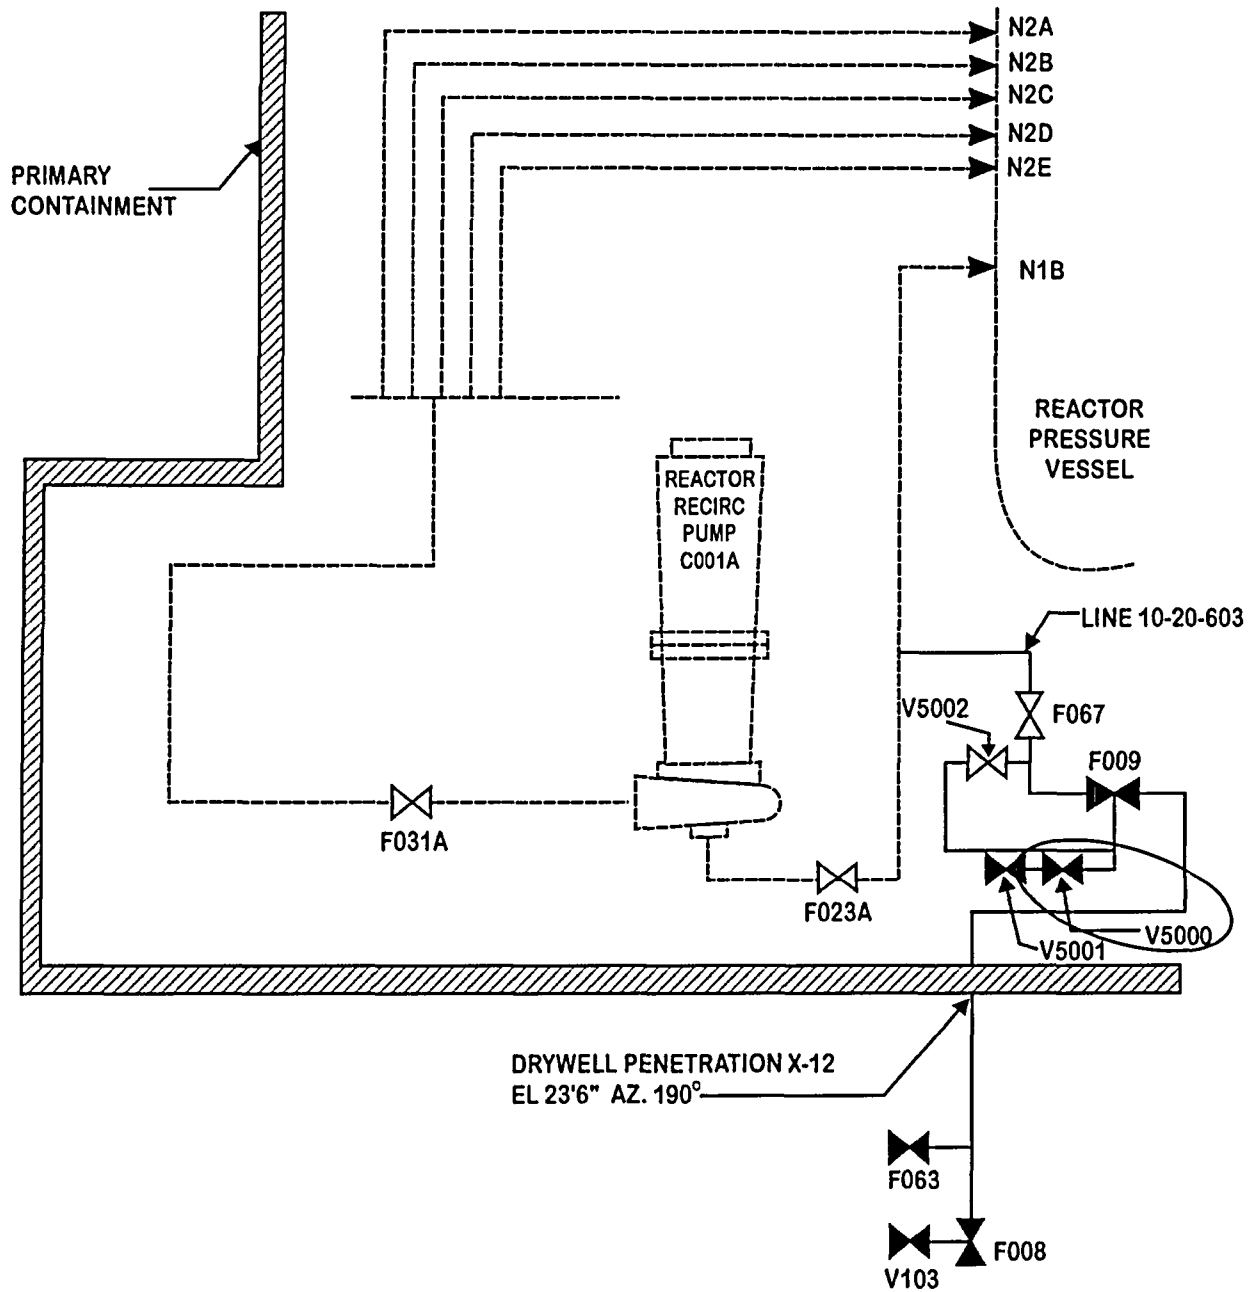 N2A
N2B
N2C
N2D
N2E
PRIMARY
CONTAINMENT
N1B
REACTOR
PRESSURE
VESSEL
REACTOR
RECIRC
PUMP
C001A
LINE 10-20-603
V5002
F067
F009
F031A
F023A
V5001
V5000
DRYWELL PENETRATION X-12
EL 23'6" AZ. 190°
F063
F008
V103